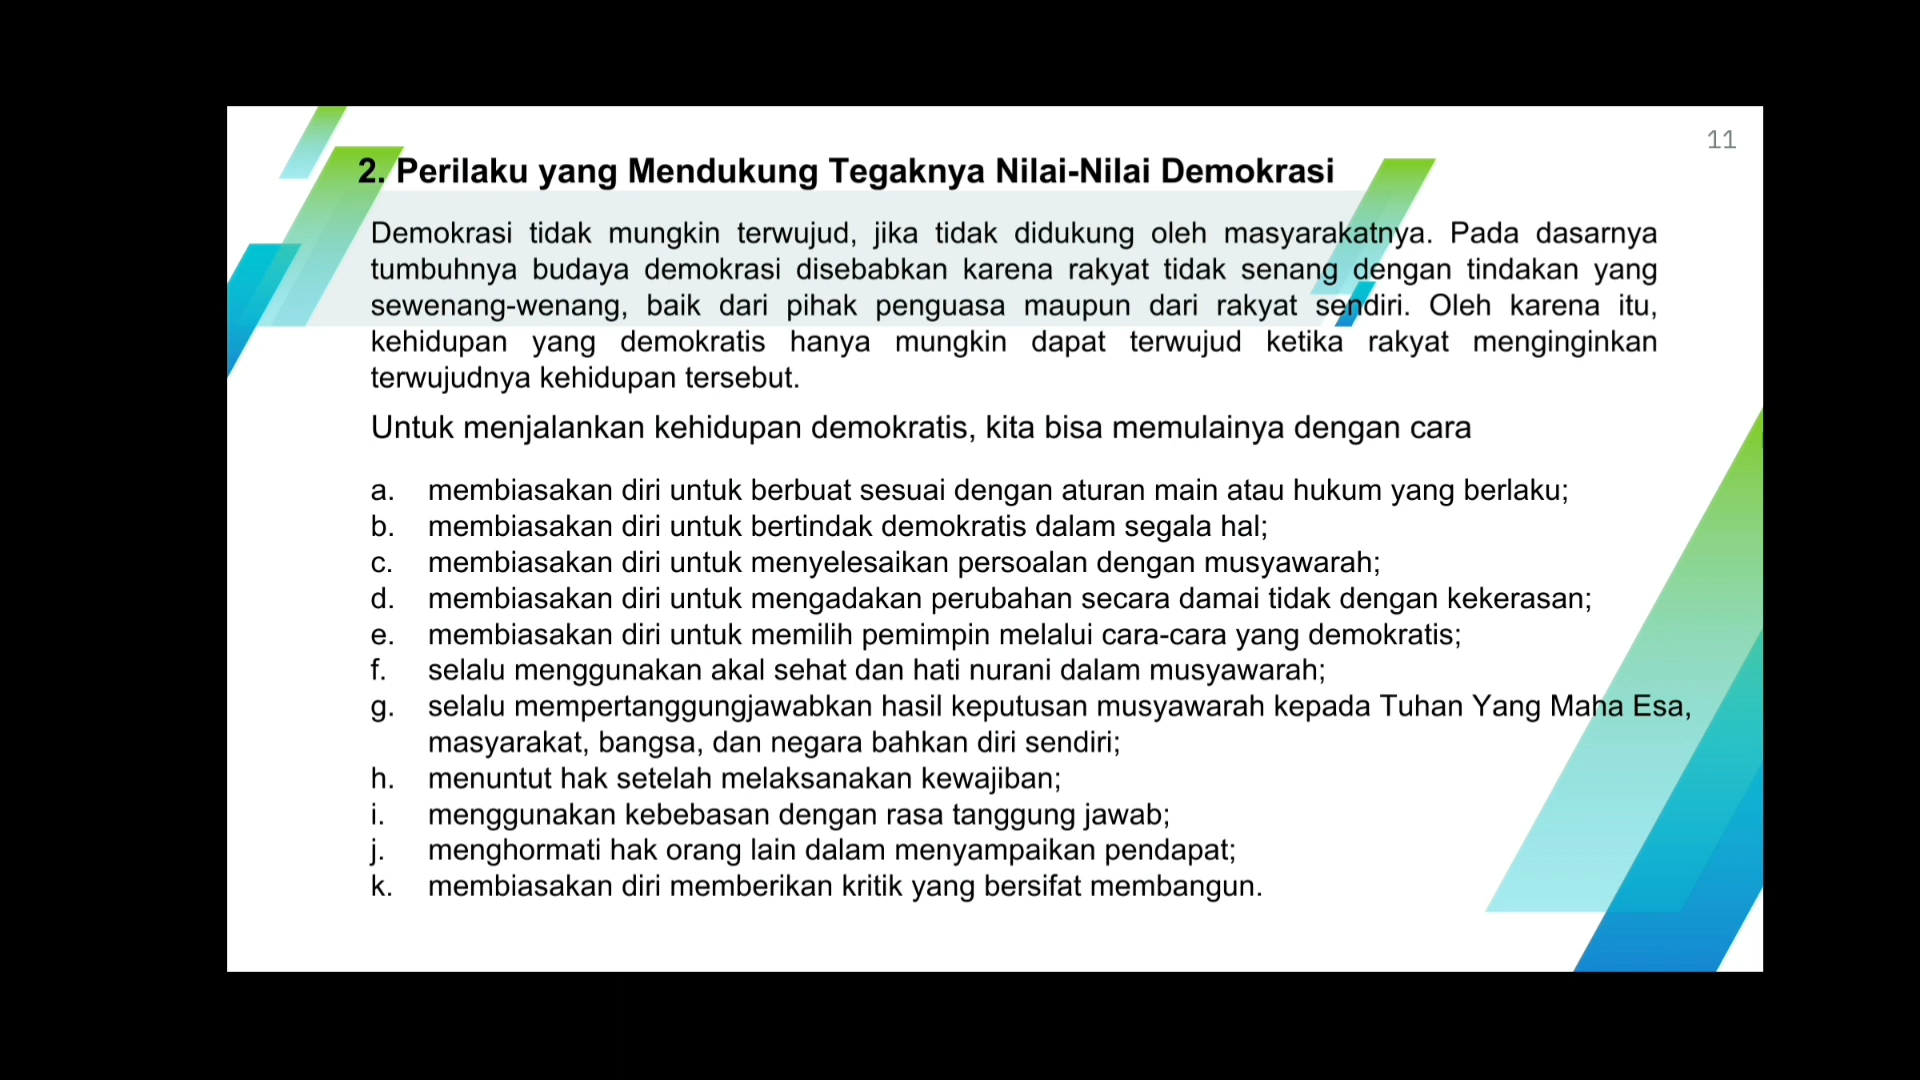 11
2. Perilaku yang Mendukung Tegaknya Nilai-Nilai Demokrasi
Demokrasi tidak mungkin terwujud, jika tidak didukung oleh masyarakatnya. Pada dasarnya
tumbuhnya budaya demokrasi disebabkan karena rakyat tidak senang dengan tindakan yang
sewenang-wenang, baik dari pihak penguasa maupun dari rakyat sendiri. Oleh karena itu,
kehidupan yang demokratis hanya mungkin dapat terwujud ketika rakyat menginginkan
terwujudnya kehidupan tersebut.
Untuk menjalankan kehidupan demokratis, kita bisa memulainya dengan cara
a. membiasakan diri untuk berbuat sesuai dengan aturan main atau hukum yang berlaku;
b. membiasakan diri untuk bertindak demokratis dalam segala hal;
c. membiasakan diri untuk menyelesaikan persoalan dengan musyawarah;
d. membiasakan diri untuk mengadakan perubahan secara damai tidak dengan kekerasan;
e. membiasakan diri untuk memilih pemimpin melalui cara-cara yang demokratis;
f. selalu menggunakan akal sehat dan hati nurani dalam musyawarah;
g. selalu mempertanggungjawabkan hasil keputusan musyawarah kepada Tuhan Yang Maha Esa,
masyarakat, bangsa, dan negara bahkan diri sendiri;
h. menuntut hak setelah melaksanakan kewajiban;
i. menggunakan kebebasan dengan rasa tanggung jawab;
j. menghormati hak orang lain dalam menyampaikan pendapat;
k. membiasakan diri memberikan kritik yang bersifat membangun.